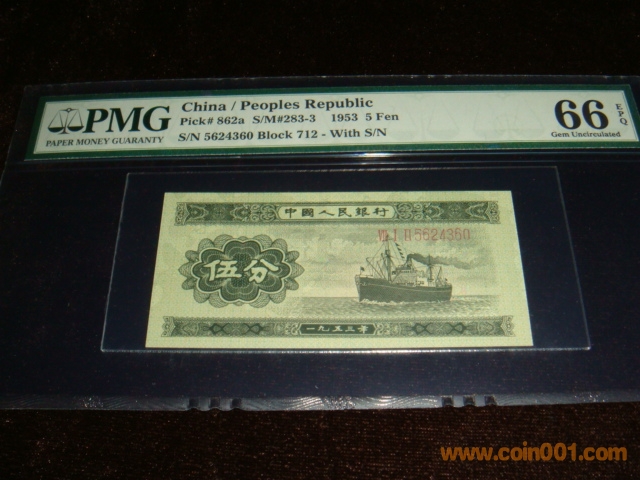 PMG
PAPER MONEY GUARANTY
China / Peoples Republic
Pick# 862a S/M#283-3 1953 5 Fen
S/N 5624360 Block 712 - With S/N
66 EPQ
Gem Uncirculated
中國人民銀行
VII I II 5624360
伍分
一九五三年
www.coin001.com